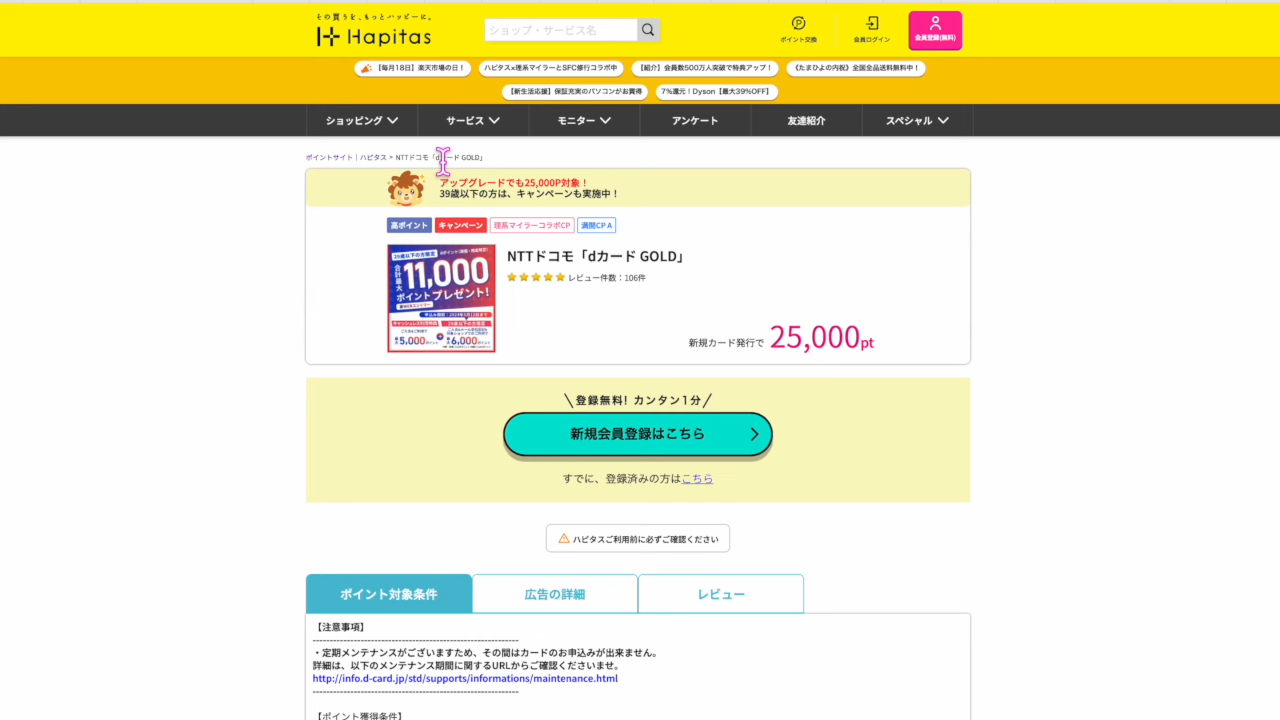 その買うを、もっとハッピーに。
Hapitas
ショップ・サービス名
ポイント交換
会員ログイン
会員登録(無料)
【毎月18日】楽天市場の日！
ハピタス×理系マイラーとSFC修行コラボ中
【紹介】会員数500万人突破で特典アップ！
《たまひよの内祝》全国全品送料無料中！
【新生活応援】保証充実のパソコンがお買得
7%還元！Dyson【最大39%OFF】
ショッピング
サービス
モニター
アンケート
友達紹介
スペシャル
ポイントサイト｜ハピタス > NTTドコモ「dカード GOLD」
アップグレードでも25,000P対象！
39歳以下の方は、キャンペーンも実施中！
高ポイント
キャンペーン
理系マイラーコラボCP
満開CP A
39歳以下の方限定
合計最大
11,000
ポイントプレゼント!
NTTドコモ「dカード GOLD」
レビュー件数：106件
5,000ポイント
6,000ポイント
新規カード発行で 25,000pt
登録無料! カンタン1分
新規会員登録はこちら
すでに、登録済みの方はこちら
ハピタスご利用前に必ずご確認ください
ポイント対象条件
広告の詳細
レビュー
【注意事項】
------------------------------------------------------------
・定期メンテナンスがございますため、その間はカードのお申込みが出来ません。
詳細は、以下のメンテナンス期間に関するURLからご確認くださいませ。
http://info.d-card.jp/std/supports/informations/maintenance.html
------------------------------------------------------------
【ポイント獲得条件】